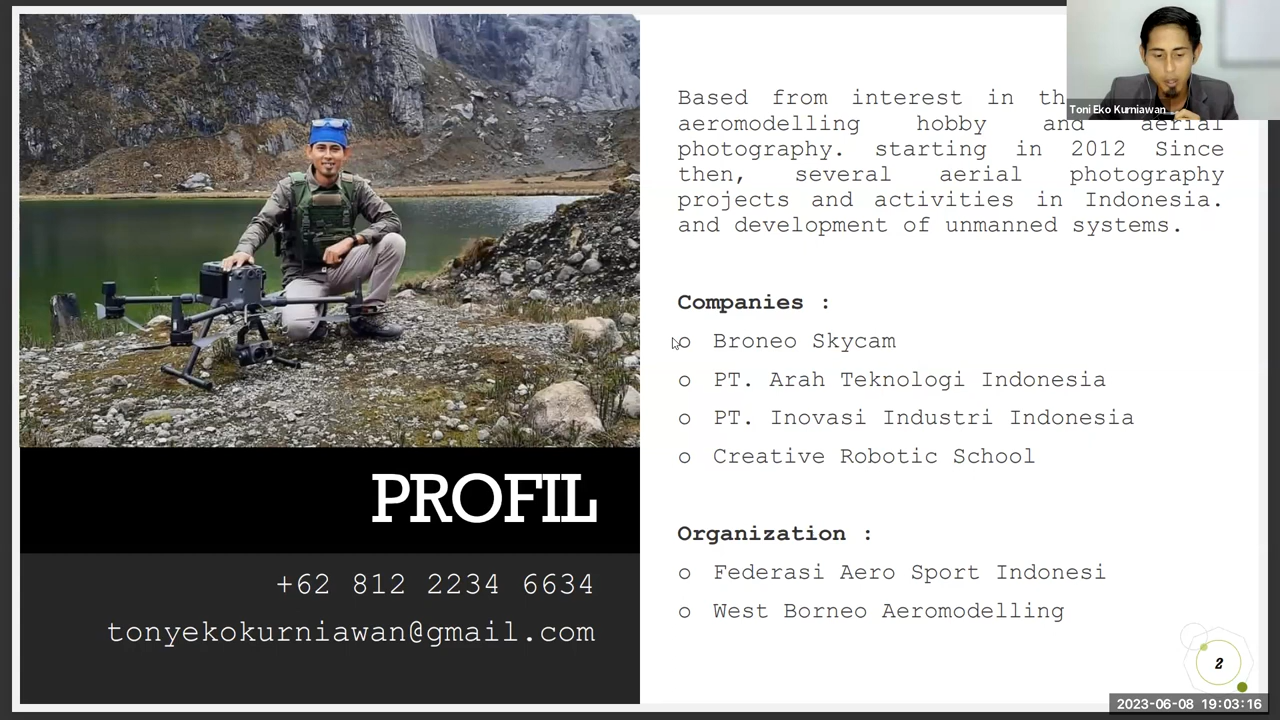 Based from interest in th
aeromodelling hobby and aerial
photography. starting in 2012 Since
then, several aerial photography
projects and activities in Indonesia.
and development of unmanned systems.
Companies :
o Broneo Skycam
o PT. Arah Teknologi Indonesia
o PT. Inovasi Industri Indonesia
o Creative Robotic School
Organization :
o Federasi Aero Sport Indonesi
o West Borneo Aeromodelling
PROFIL
+62 812 2234 6634
tonyekokurniawan@gmail.com
Toni Eko Kurniawan
2
2023-06-08 19:03:16